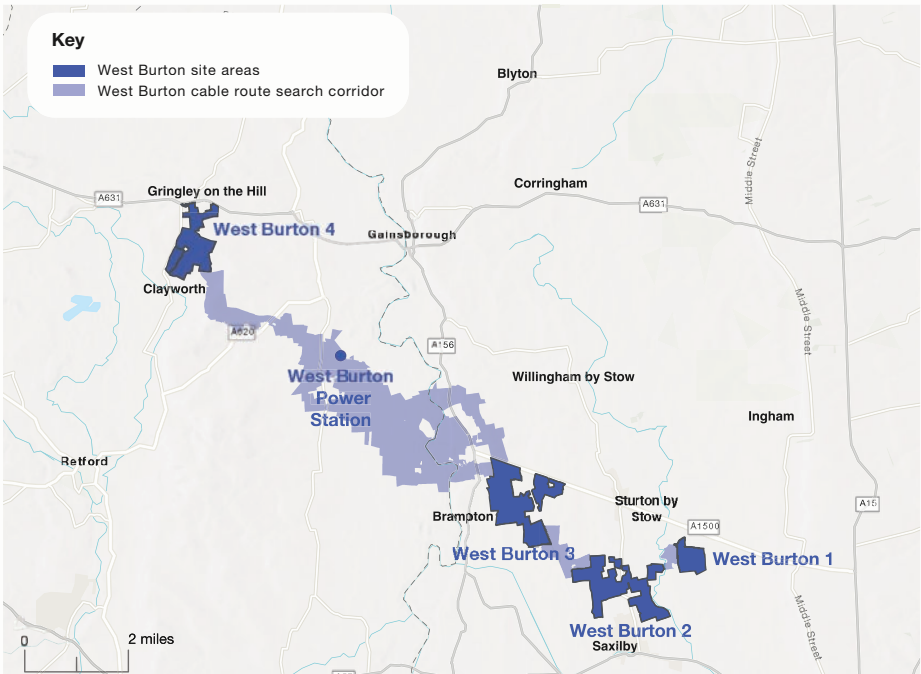 Key
West Burton site areas
West Burton cable route search corridor
Blyton
Middle Street
Gringley on the Hill
Corringham
A631
A631
West Burton 4
Gainsborough
Clayworth
Middle Street
A620
A156
West Burton
Power
Station
Willingham by Stow
Ingham
Retford
Sturton by
Stow
A15
Brampton
A1500
West Burton 3
West Burton 1
Middle Street
West Burton 2
Saxilby
0
2 miles